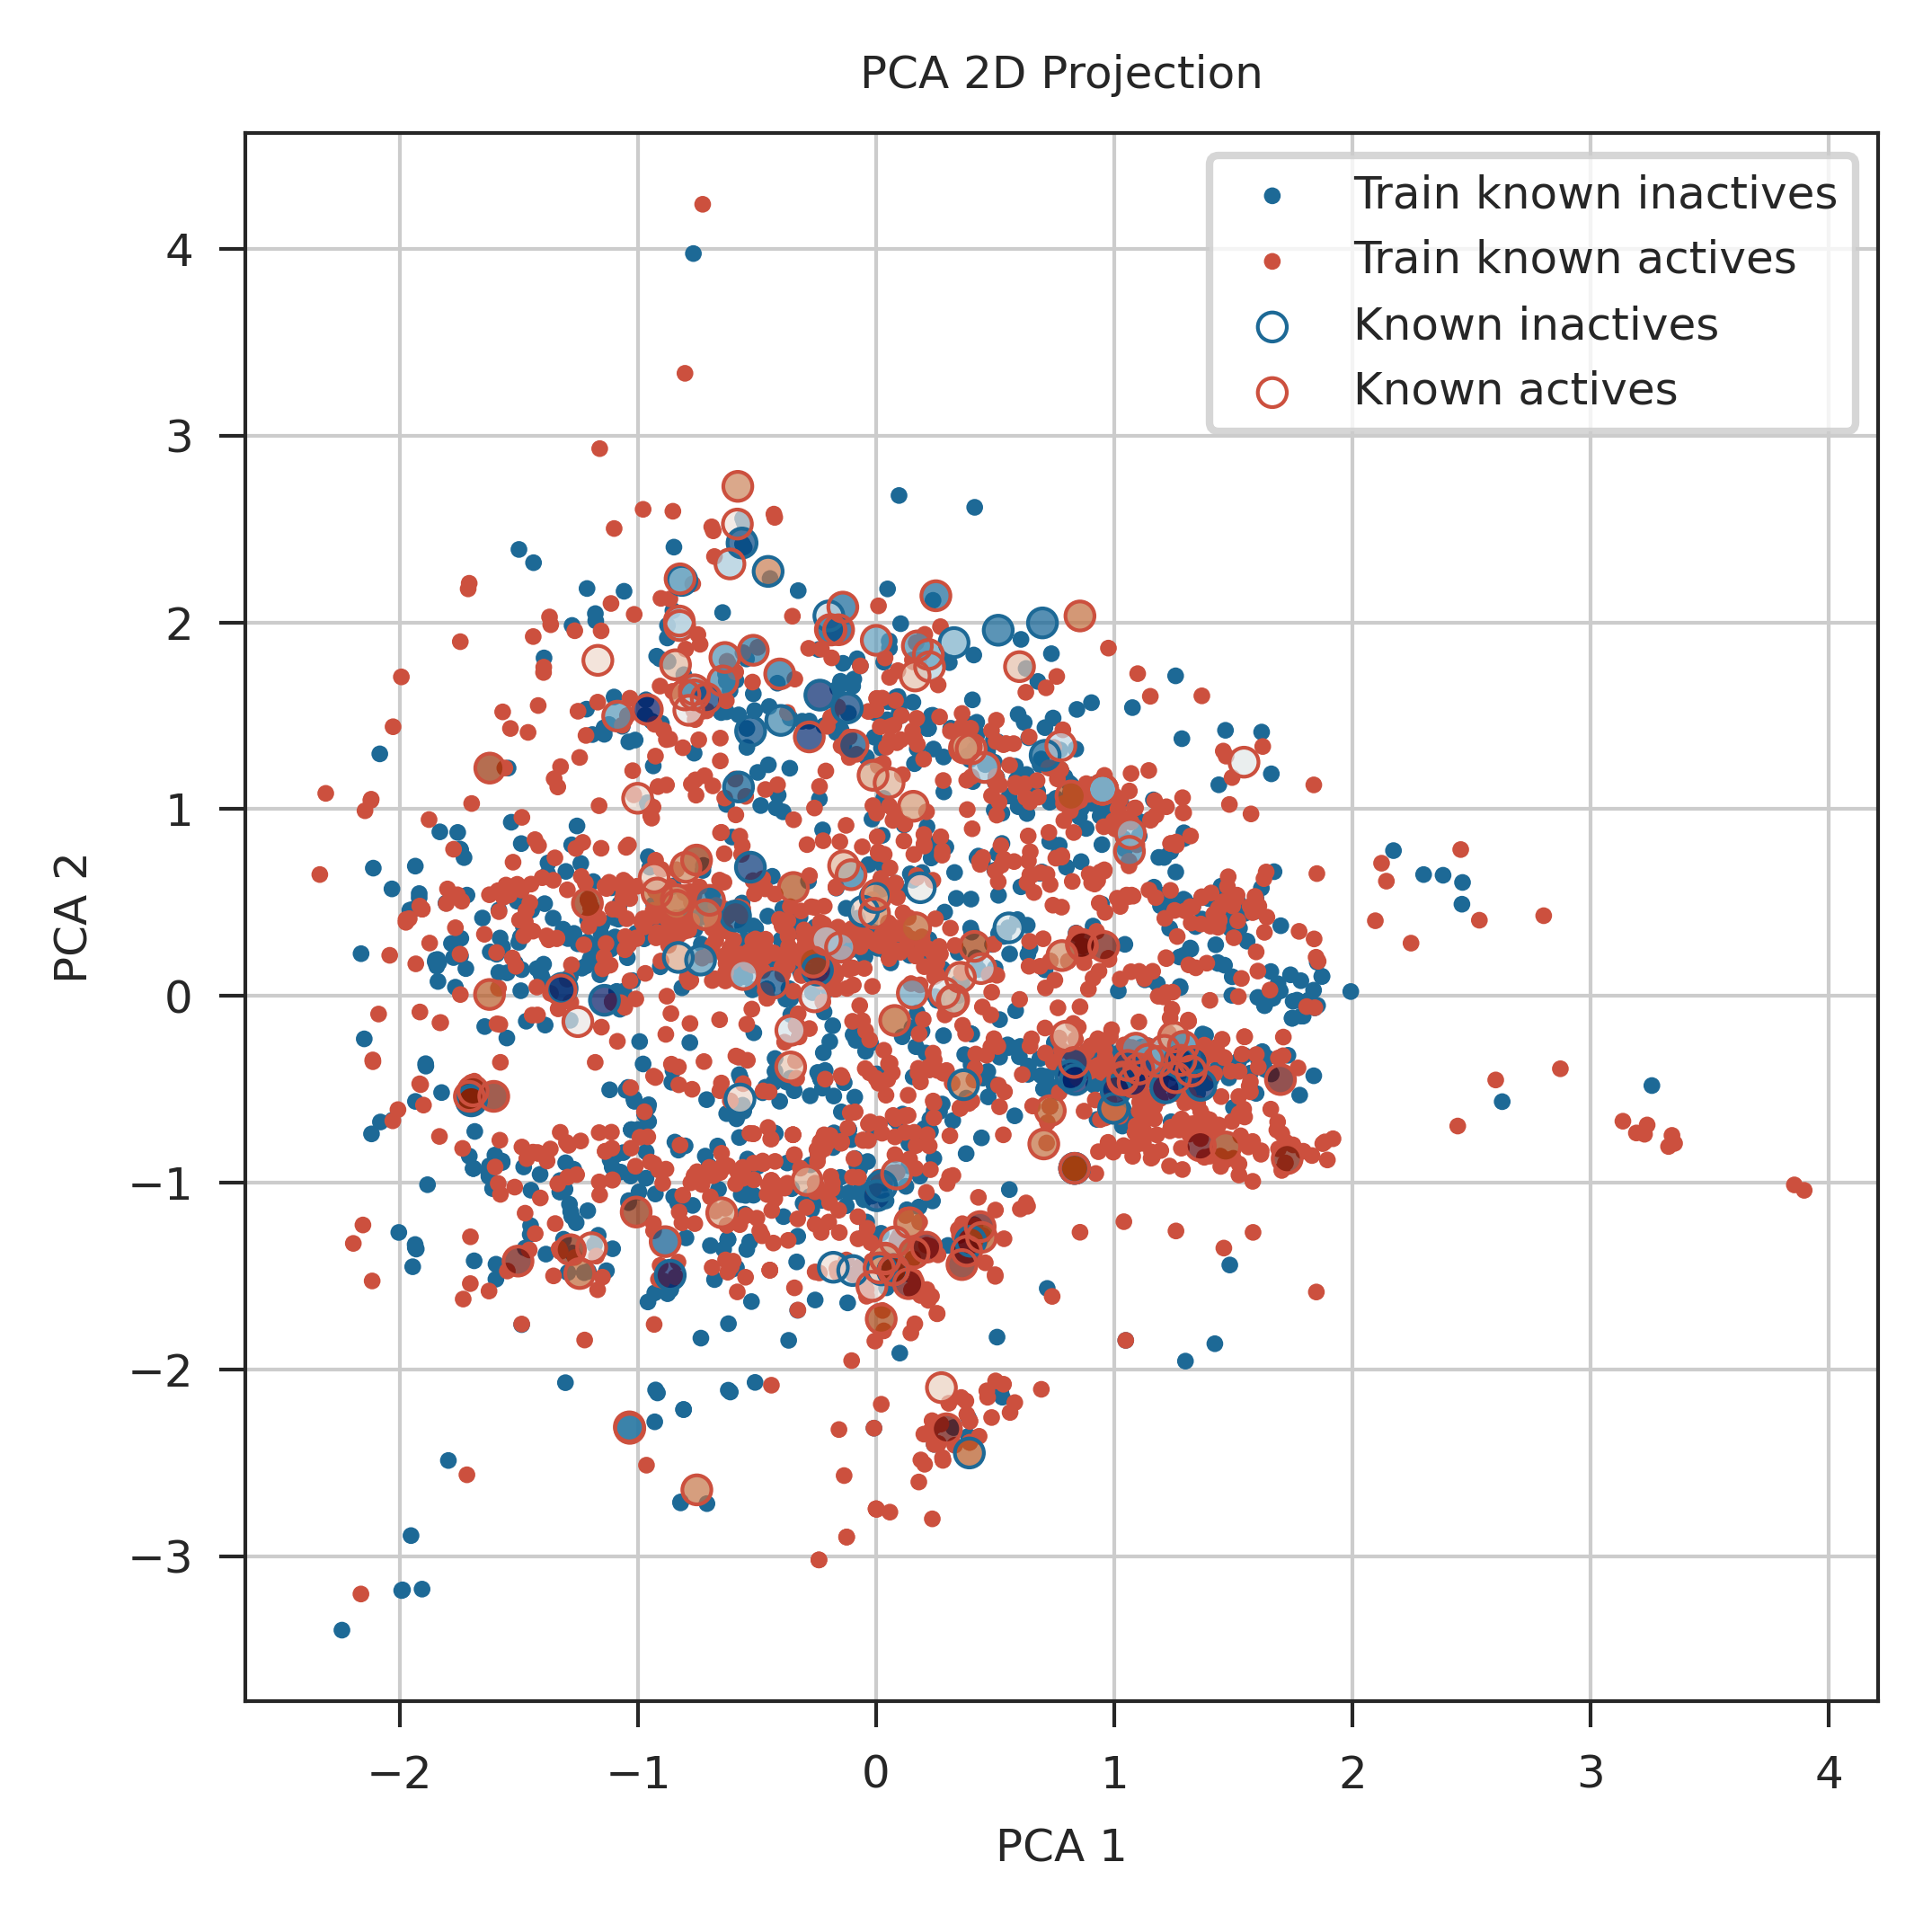 PCA 2D Projection
Train known inactives
Train known actives
Known inactives
Known actives
4
3
2
1
0
−1
−2
−3
PCA 2
−2
−1
0
1
2
3
4
PCA 1